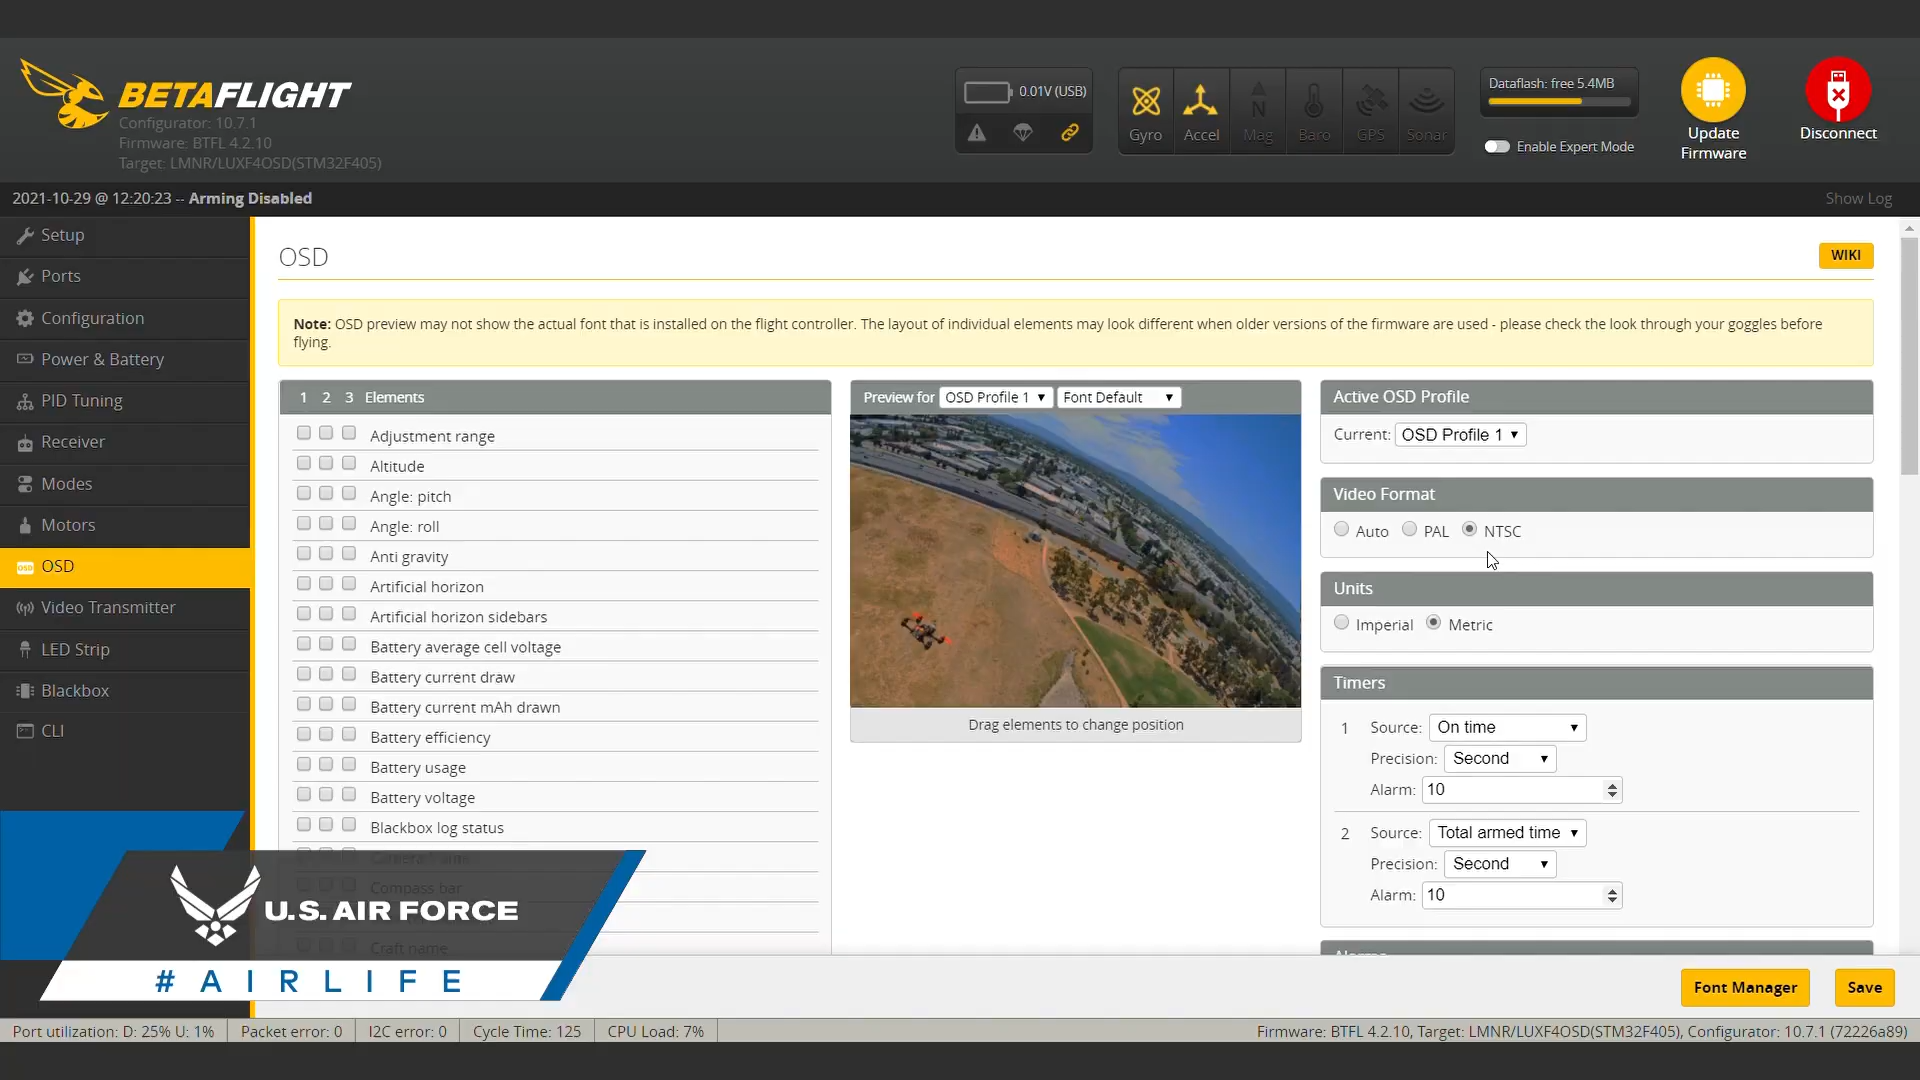 BETAFLIGHT
Configurator: 10.7.1
Firmware: BTFL 4.2.10
Target: LMNR/LUXF4OSD(STM32F405)
0.01V (USB)
Gyro Accel Mag Baro GPS Sonar
Dataflash: free 5.4MB
Enable Expert Mode
Update
Firmware
Disconnect
2021-10-29 @ 12:20:23 -- Arming Disabled
Show Log
Setup
Ports
Configuration
Power & Battery
PID Tuning
Receiver
Modes
Motors
OSD
Video Transmitter
LED Strip
Blackbox
CLI
OSD
WIKI
Note: OSD preview may not show the actual font that is installed on the flight controller. The layout of individual elements may look different when older versions of the firmware are used - please check the look through your goggles before
flying.
1 2 3 Elements
Adjustment range
Altitude
Angle: pitch
Angle: roll
Anti gravity
Artificial horizon
Artificial horizon sidebars
Battery average cell voltage
Battery current draw
Battery current mAh drawn
Battery efficiency
Battery usage
Battery voltage
Blackbox log status
Camera frame
Compass bar
Craft name
Preview for OSD Profile 1 Font Default
Drag elements to change position
Active OSD Profile
Current: OSD Profile 1
Video Format
Auto PAL NTSC
Units
Imperial Metric
Timers
1 Source: On time
Precision: Second
Alarm: 10
2 Source: Total armed time
Precision: Second
Alarm: 10
Alarms
U.S. AIR FORCE
#AIRLIFE
Font Manager
Save
Port utilization: D: 25% U: 1% Packet error: 0 I2C error: 0 Cycle Time: 125 CPU Load: 7%
Firmware: BTFL 4.2.10, Target: LMNR/LUXF4OSD(STM32F405), Configurator: 10.7.1 (72226a89)